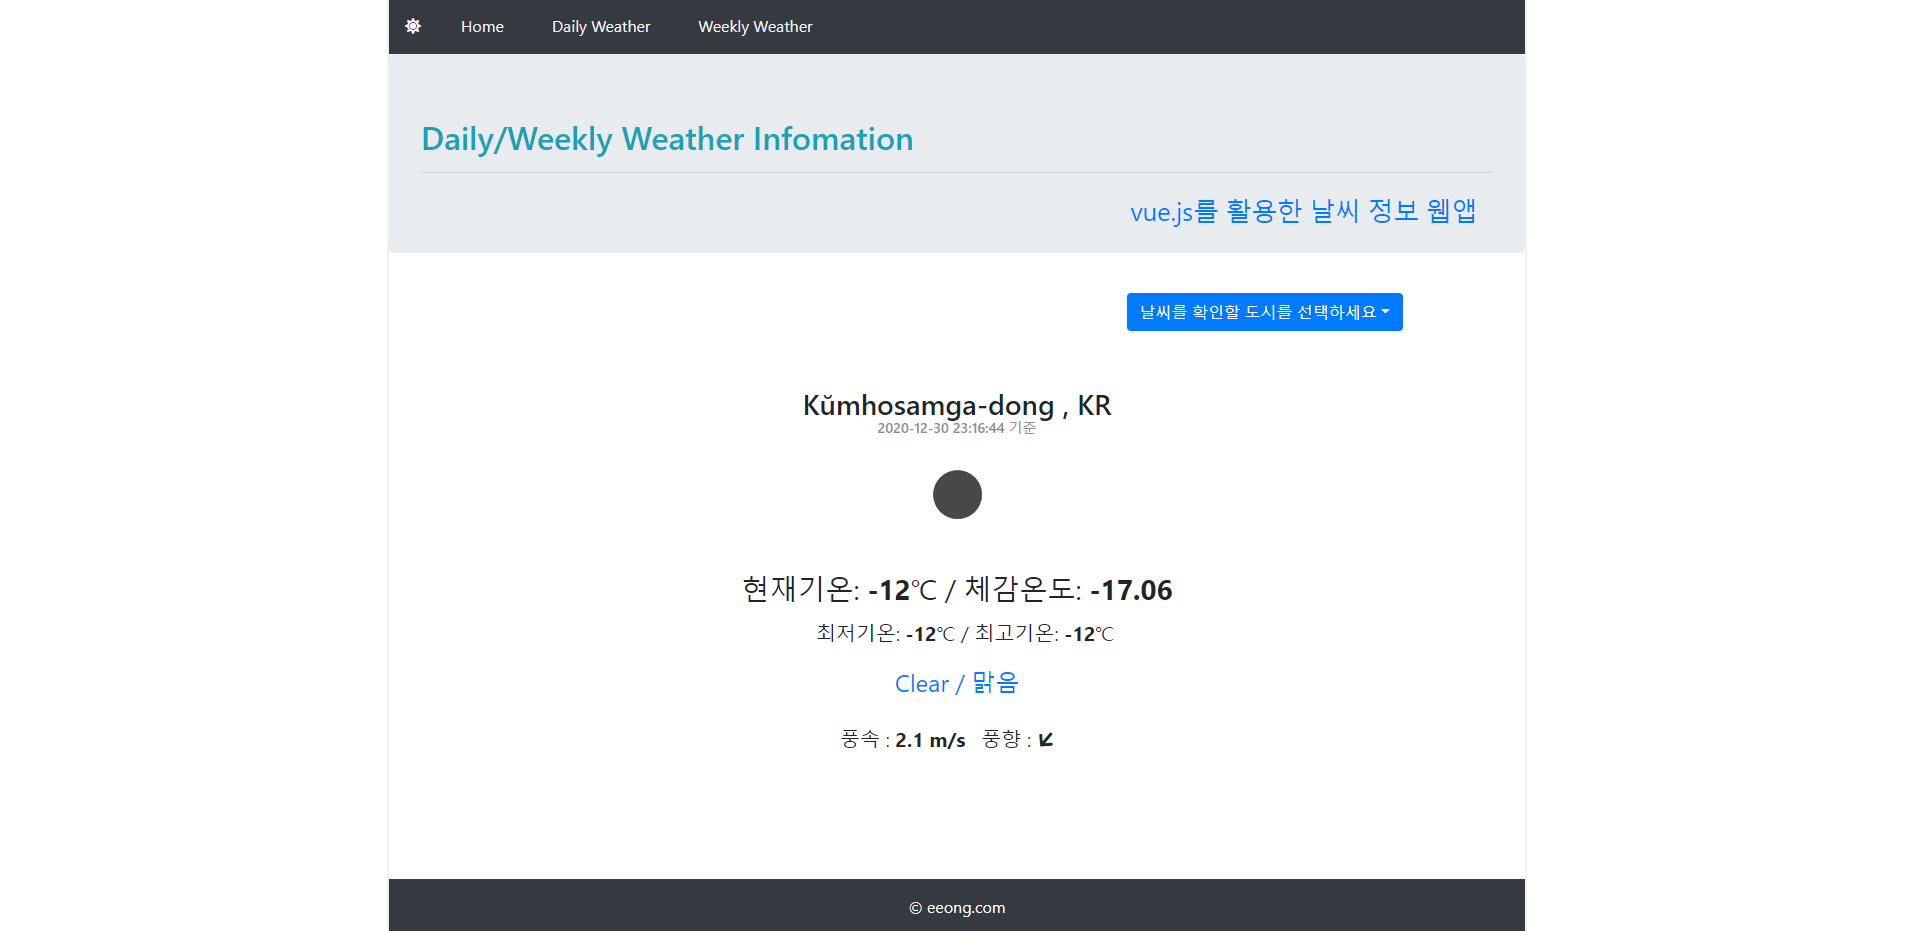 Home Daily Weather Weekly Weather
Daily/Weekly Weather Infomation
vue.js를 활용한 날씨 정보 웹앱
날씨를 확인할 도시를 선택하세요
Kŭmhosamga-dong , KR
2020-12-30 23:16:44 기준
현재기온: -12℃ / 체감온도: -17.06
최저기온: -12℃ / 최고기온: -12℃
Clear / 맑음
풍속 : 2.1 m/s 풍향 : ↙
© eeong.com